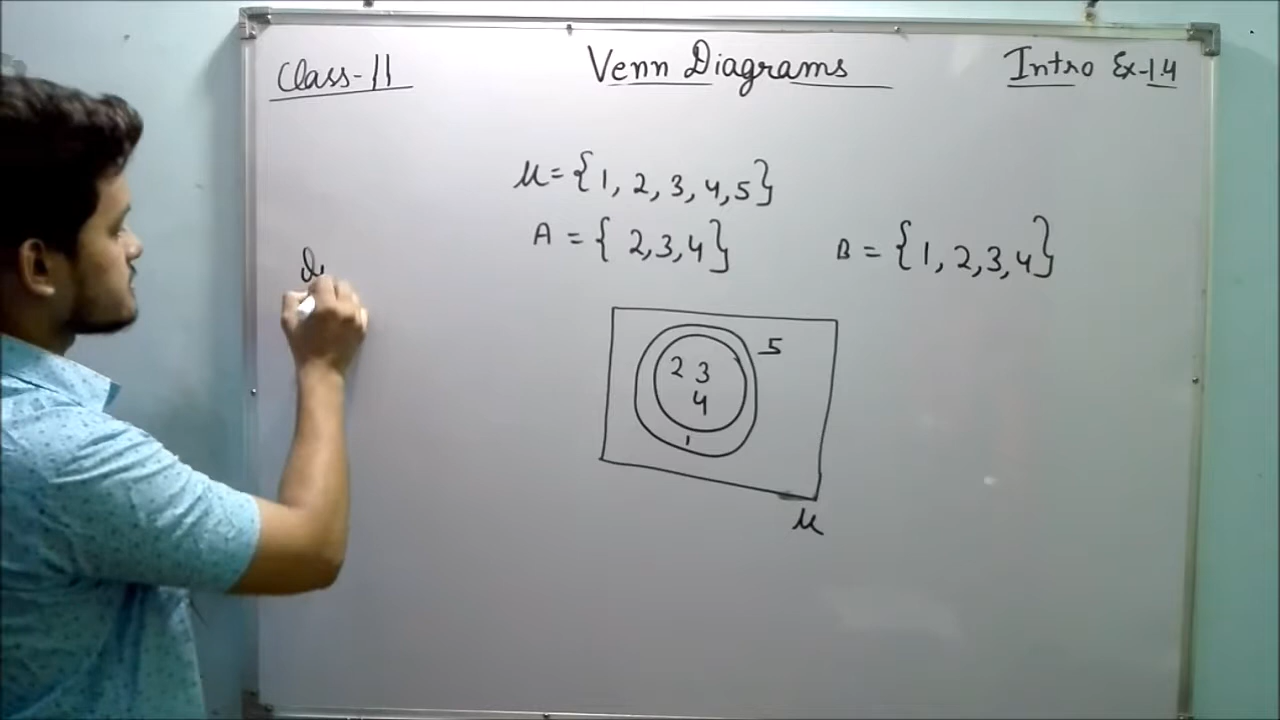 Class-11 Venn Diagrams Intro Ex-1.4
μ = {1, 2, 3, 4, 5}
A = {2, 3, 4} B = {1, 2, 3, 4}
5
2 3
4
1
μ